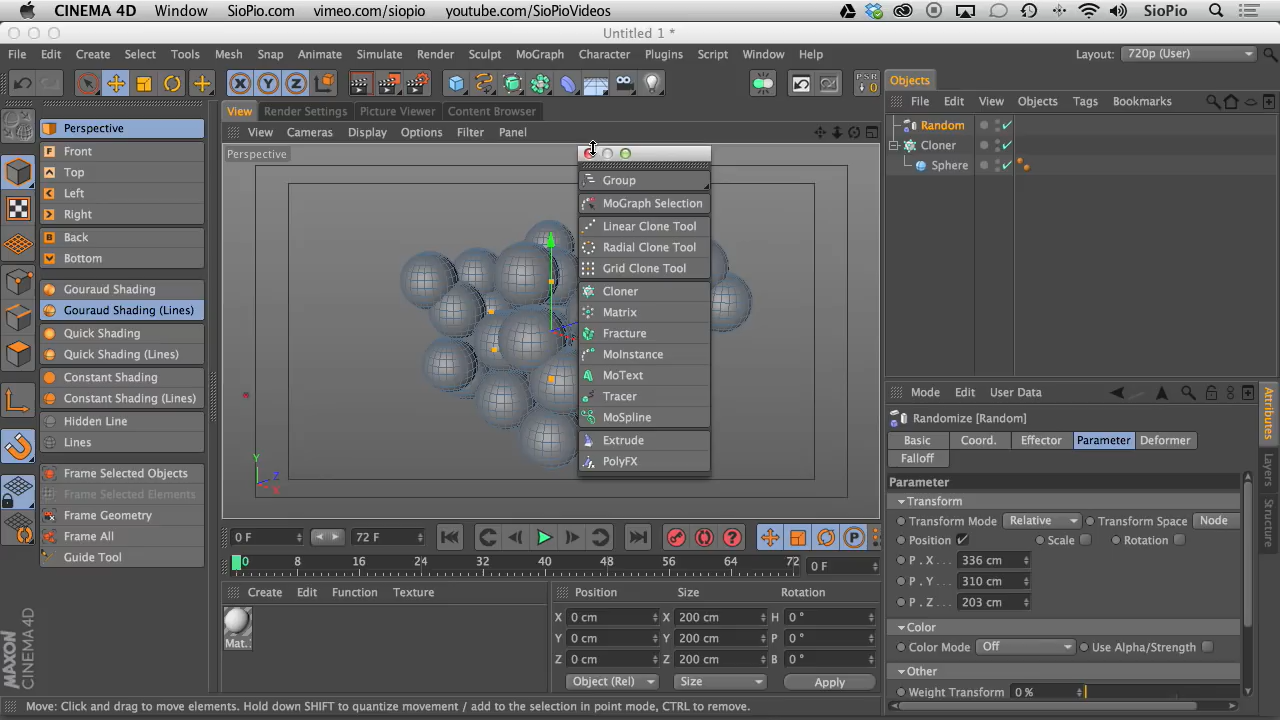 CINEMA 4D Window SioPio.com vimeo.com/siopio youtube.com/SioPioVideos SioPio
Untitled 1 *
File Edit Create Select Tools Mesh Snap Animate Simulate Render Sculpt MoGraph Character Plugins Script Window Help Layout: 720p (User)
X Y Z PSR 0
View Render Settings Picture Viewer Content Browser
View Cameras Display Options Filter Panel
Perspective
Perspective
F Front
T Top
L Left
R Right
B Back
B Bottom
Gouraud Shading
Gouraud Shading (Lines)
Quick Shading
Quick Shading (Lines)
Constant Shading
Constant Shading (Lines)
Hidden Line
Lines
Frame Selected Objects
Frame Selected Elements
Frame Geometry
Frame All
Guide Tool
Group
MoGraph Selection
Linear Clone Tool
Radial Clone Tool
Grid Clone Tool
Cloner
Matrix
Fracture
MoInstance
MoText
Tracer
MoSpline
Extrude
PolyFX
Y
Z
X
0 F 72 F
0 8 16 24 32 40 48 56 64 72 0 F
Create Edit Function Texture
Mat.
Position Size Rotation
X 0 cm X 200 cm H 0 °
Y 0 cm Y 200 cm P 0 °
Z 0 cm Z 200 cm B 0 °
Object (Rel) Size Apply
Move: Click and drag to move elements. Hold down SHIFT to quantize movement / add to the selection in point mode, CTRL to remove.
MAXON
CINEMA 4D
Objects
File Edit View Objects Tags Bookmarks
Random
Cloner
Sphere
Mode Edit User Data
Randomize [Random]
Basic Coord. Effector Parameter Deformer
Falloff
Parameter
Transform
Transform Mode Relative Transform Space Node
Position Scale Rotation
P . X 336 cm
P . Y 310 cm
P . Z 203 cm
Color
Color Mode Off Use Alpha/Strength
Other
Weight Transform 0 %
Attributes
Layers
Structure